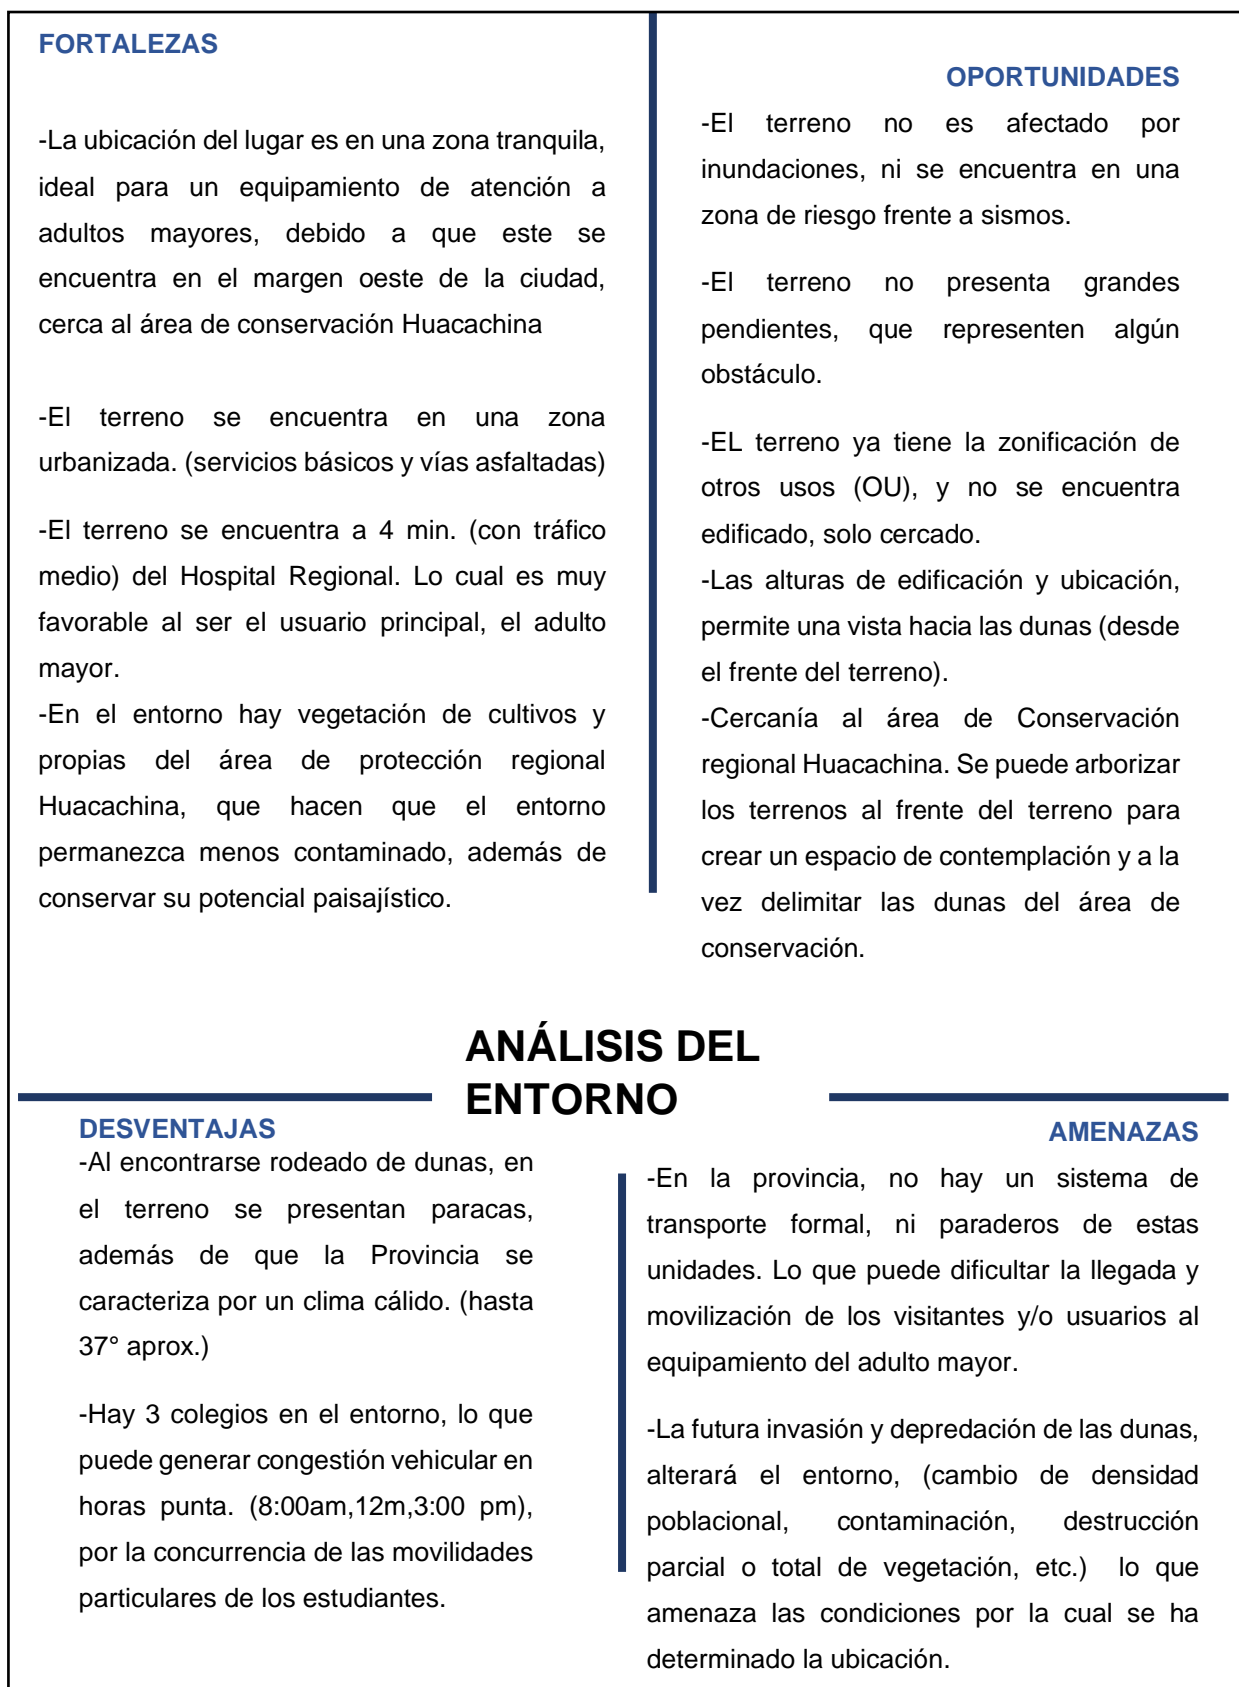 FORTALEZAS
-La ubicación del lugar es en una zona tranquila,
ideal para un equipamiento de atención a
adultos mayores, debido a que este se
encuentra en el margen oeste de la ciudad,
cerca al área de conservación Huacachina
-El terreno se encuentra en una zona
urbanizada. (servicios básicos y vías asfaltadas)
-El terreno se encuentra a 4 min. (con tráfico
medio) del Hospital Regional. Lo cual es muy
favorable al ser el usuario principal, el adulto
mayor.
-En el entorno hay vegetación de cultivos y
propias del área de protección regional
Huacachina, que hacen que el entorno
permanezca menos contaminado, además de
conservar su potencial paisajístico.
OPORTUNIDADES
-El terreno no es afectado por
inundaciones, ni se encuentra en una
zona de riesgo frente a sismos.
-El terreno no presenta grandes
pendientes, que representen algún
obstáculo.
-EL terreno ya tiene la zonificación de
otros usos (OU), y no se encuentra
edificado, solo cercado.
-Las alturas de edificación y ubicación,
permite una vista hacia las dunas (desde
el frente del terreno).
-Cercanía al área de Conservación
regional Huacachina. Se puede arborizar
los terrenos al frente del terreno para
crear un espacio de contemplación y a la
vez delimitar las dunas del área de
conservación.
ANÁLISIS DEL
ENTORNO
DESVENTAJAS
-Al encontrarse rodeado de dunas, en
el terreno se presentan paracas,
además de que la Provincia se
caracteriza por un clima cálido. (hasta
37° aprox.)
-Hay 3 colegios en el entorno, lo que
puede generar congestión vehicular en
horas punta. (8:00am,12m,3:00 pm),
por la concurrencia de las movilidades
particulares de los estudiantes.
AMENAZAS
-En la provincia, no hay un sistema de
transporte formal, ni paraderos de estas
unidades. Lo que puede dificultar la llegada y
movilización de los visitantes y/o usuarios al
equipamiento del adulto mayor.
-La futura invasión y depredación de las dunas,
alterará el entorno, (cambio de densidad
poblacional, contaminación, destrucción
parcial o total de vegetación, etc.) lo que
amenaza las condiciones por la cual se ha
determinado la ubicación.